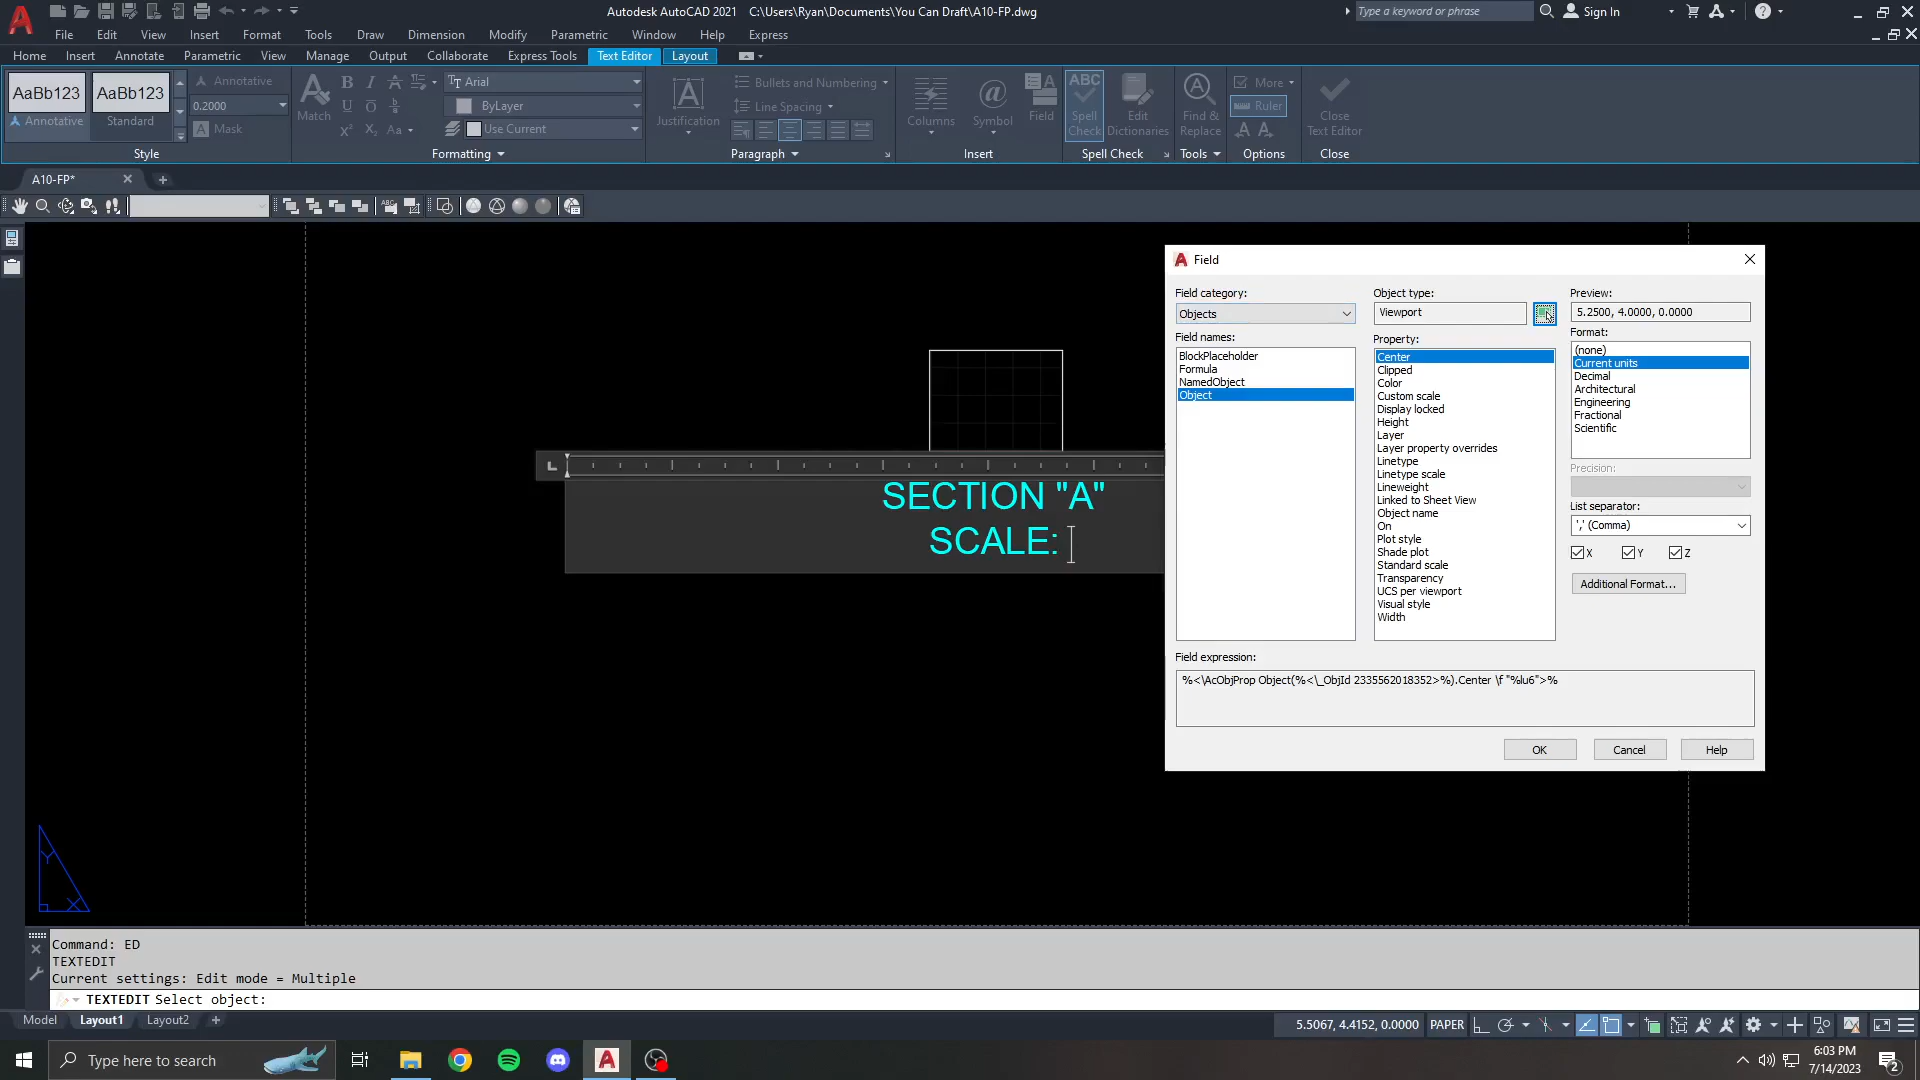 Autodesk AutoCAD 2021 C:\Users\Ryan\Documents\You Can Draft\A10-FP.dwg
Type a keyword or phrase
Sign In
File Edit View Insert Format Tools Draw Dimension Modify Parametric Window Help Express
Home Insert Annotate Parametric View Manage Output Collaborate Express Tools Text Editor Layout
AaBb123 AaBb123
Annotative Standard
Annotative
0.2000
Mask
Style
Match
Arial
ByLayer
Use Current
Formatting
Justification
Bullets and Numbering
Line Spacing
Paragraph
Columns Symbol Field
Insert
ABC
Spell Check
Edit Dictionaries
Spell Check
Find & Replace
Tools
More
Ruler
Options
Close Text Editor
Close
A10-FP*
SECTION "A"
SCALE:
Field
Field category:
Objects
Field names:
BlockPlaceholder
Formula
NamedObject
Object
Object type:
Viewport
Property:
Center
Clipped
Color
Custom scale
Display locked
Height
Layer
Layer property overrides
Linetype
Linetype scale
Lineweight
Linked to Sheet View
Object name
On
Plot style
Shade plot
Standard scale
Transparency
UCS per viewport
Visual style
Width
Preview:
5.2500, 4.0000, 0.0000
Format:
(none)
Current units
Decimal
Architectural
Engineering
Fractional
Scientific
Precision:
List separator:
',' (Comma)
X Y Z
Additional Format...
Field expression:
%<\AcObjProp Object(%<\_ObjId 2335562018352>%).Center \f "%lu6">%
OK Cancel Help
Y
X
Command: ED
TEXTEDIT
Current settings: Edit mode = Multiple
TEXTEDIT Select object:
Model Layout1 Layout2
5.5067, 4.4152, 0.0000 PAPER
Type here to search
6:03 PM
7/14/2023
2